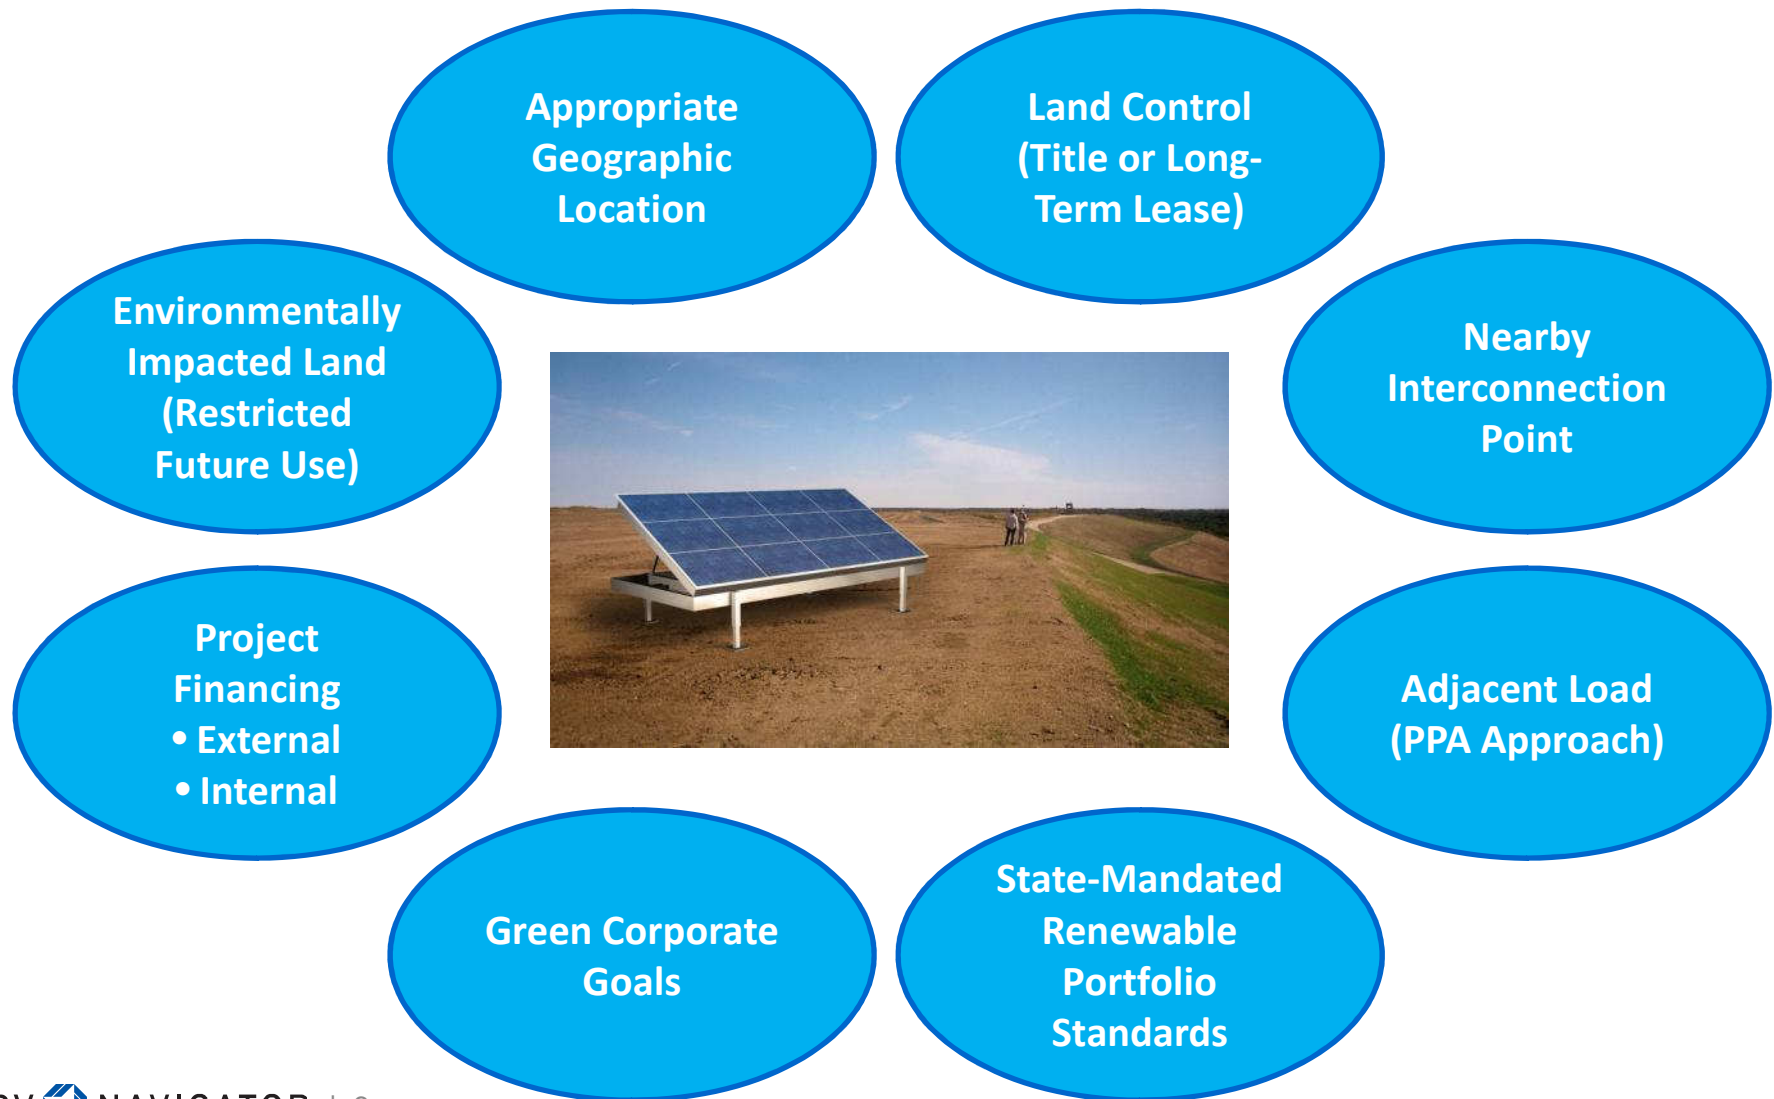 Appropriate
Geographic
Location
Land Control
(Title or Long-
Term Lease)
Environmentally
Impacted Land
(Restricted
Future Use)
Nearby
Interconnection
Point
Project
Financing
• External
• Internal
Adjacent Load
(PPA Approach)
Green Corporate
Goals
State-Mandated
Renewable
Portfolio
Standards
NAVIGATOR